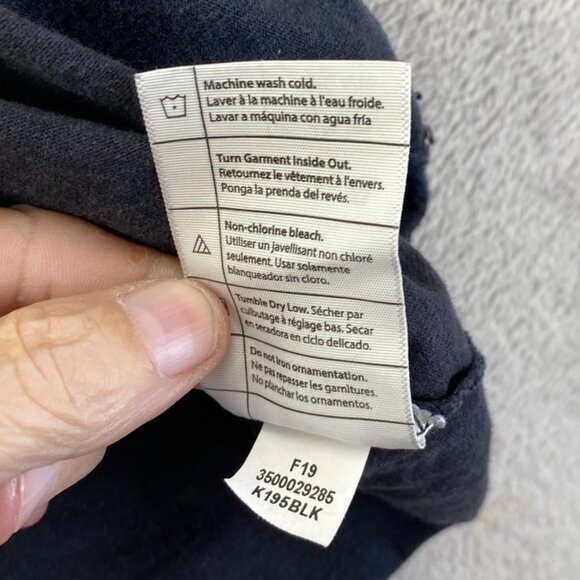 Machine wash cold.
Laver à la machine à l'eau froide.
Lavar a máquina con agua fría
Turn Garment Inside Out.
Retournez le vêtement à l'envers.
Ponga la prenda del revés.
Non-chlorine bleach.
Utiliser un javellisant non chloré
seulement. Usar solamente
blanqueador sin cloro.
Tumble Dry Low. Sécher par
culbutage à réglage bas. Secar
en secadora en ciclo delicado.
Do not iron ornamentation.
Ne pas repasser les garnitures.
No planchar los ornamentos.
F19
3500029285
K195BLK